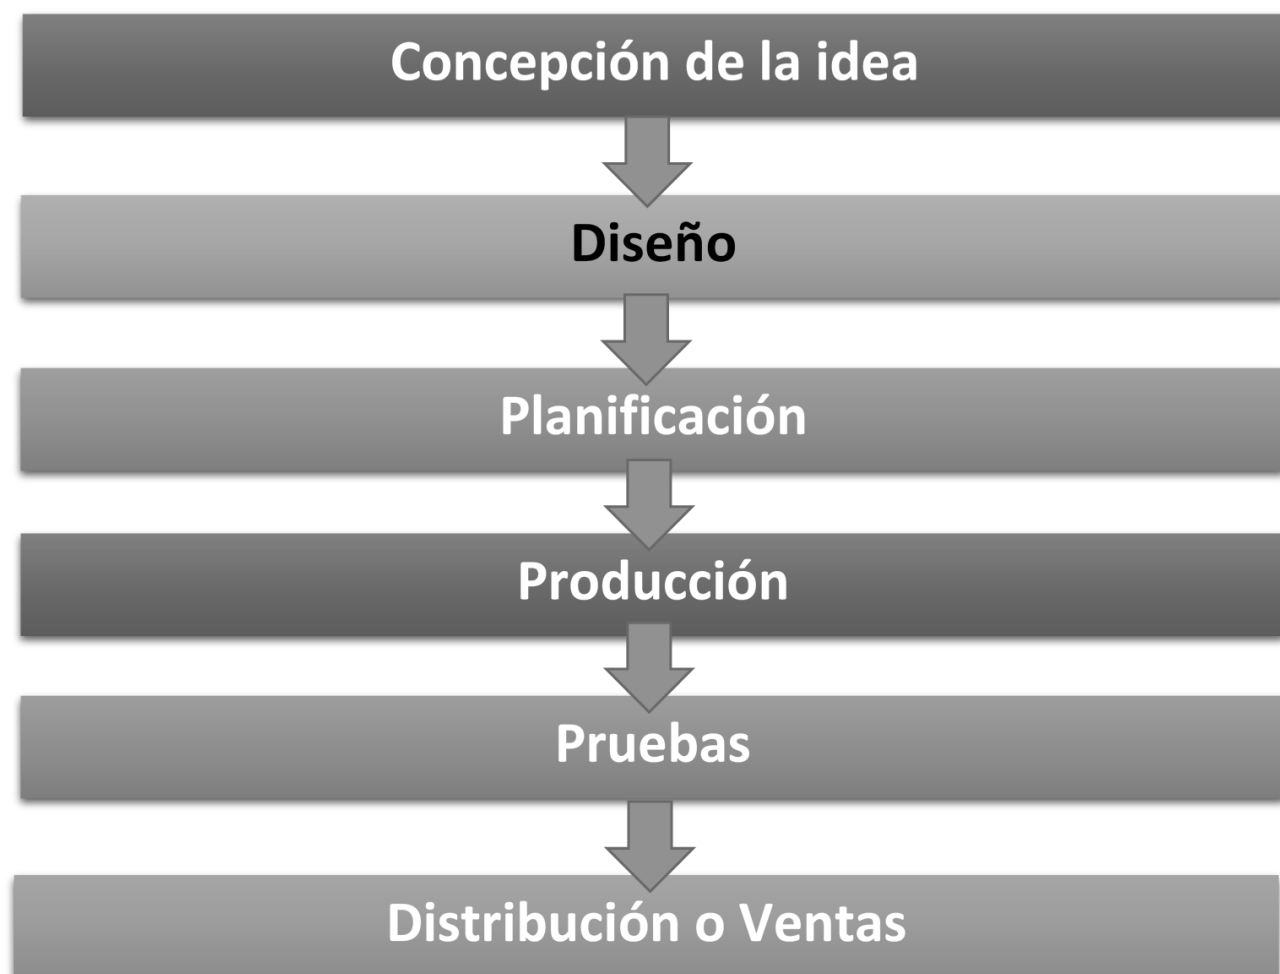 Concepción de la idea
Diseño
Planificación
Producción
Pruebas
Distribución o Ventas